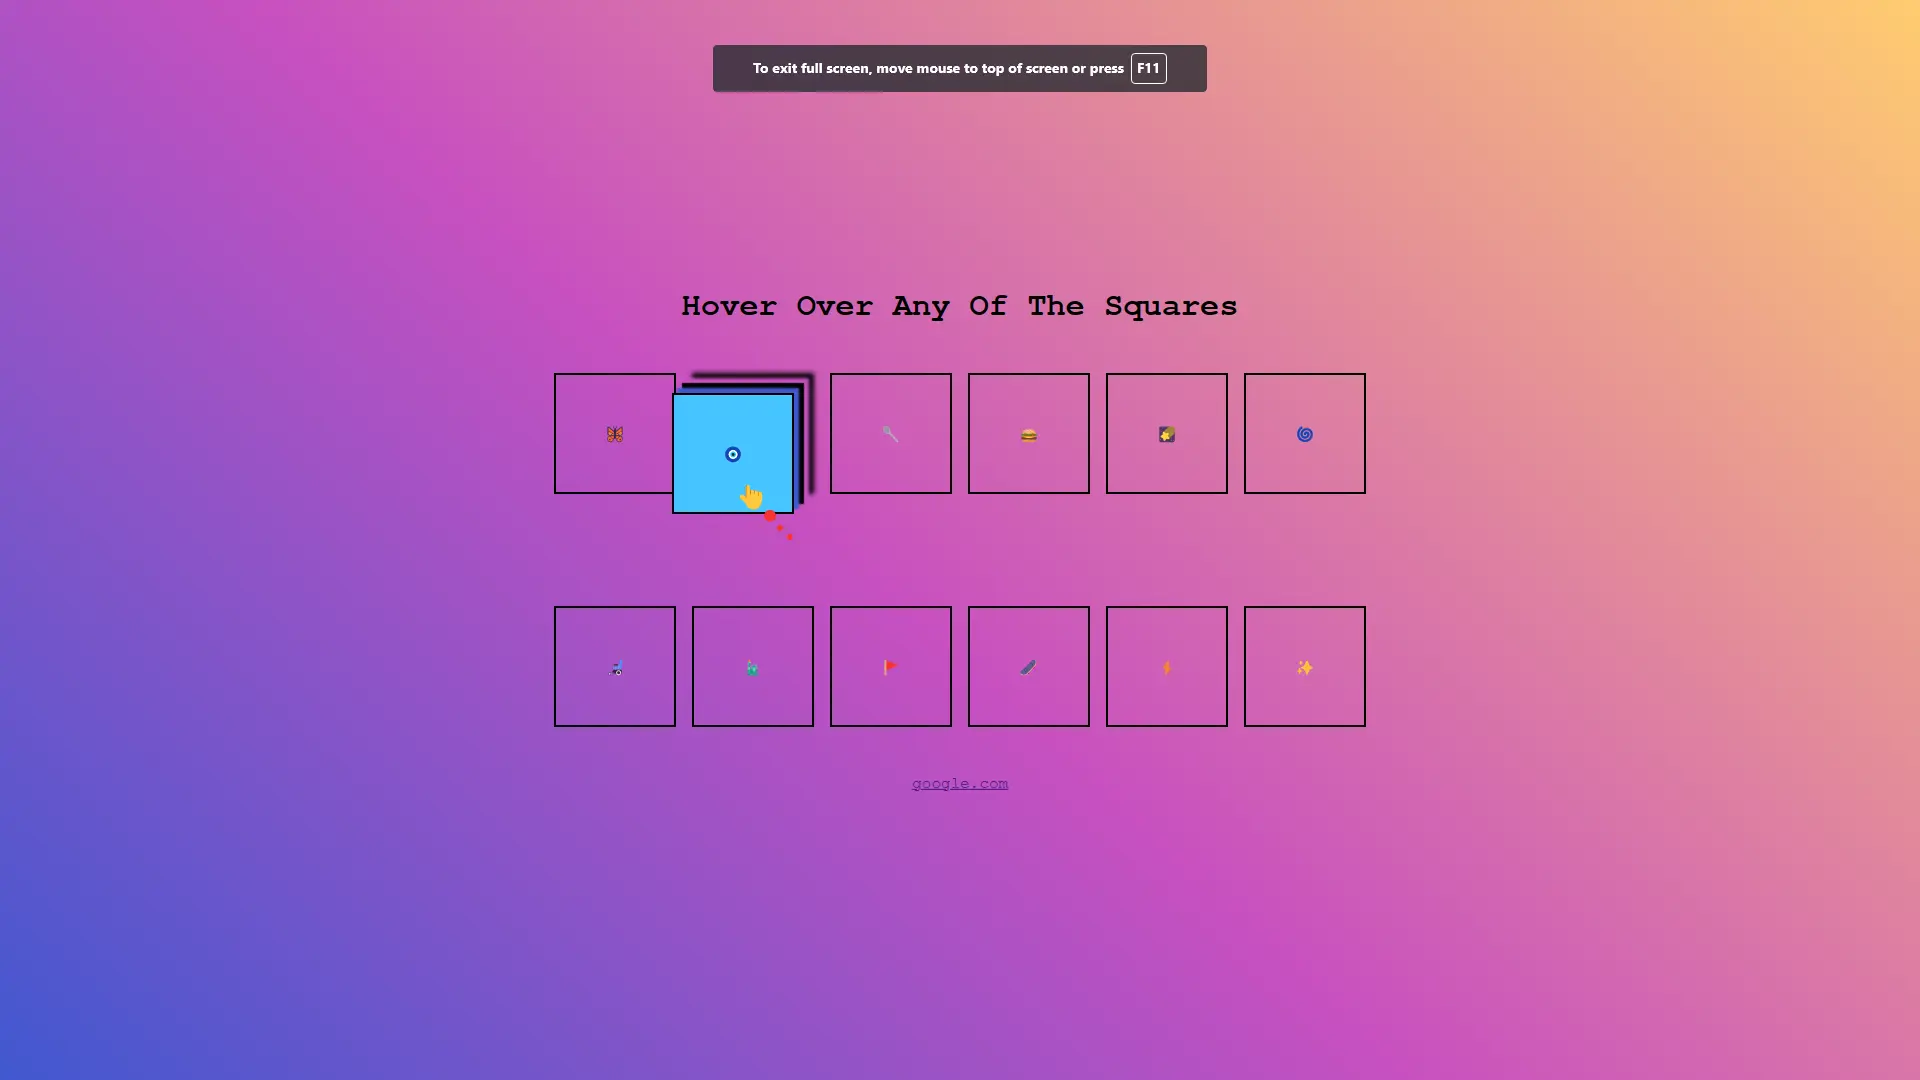 To exit full screen, move mouse to top of screen or press F11
Hover Over Any Of The Squares
google.com